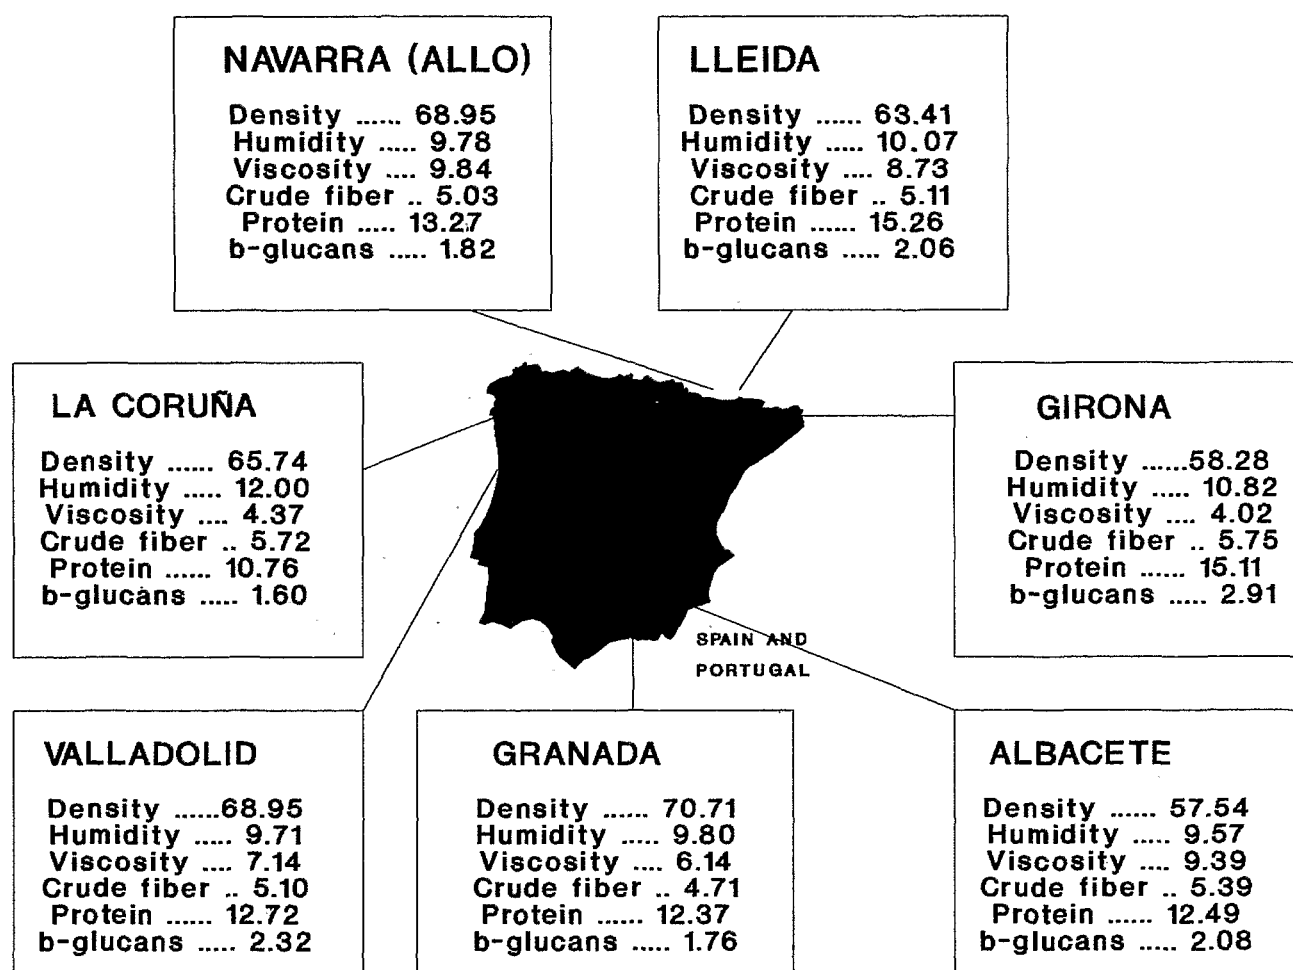 NAVARRA (ALLO)
Density ...... 68.95
Humidity ..... 9.78
Viscosity .... 9.84
Crude fiber .. 5.03
Protein ..... 13.27
b-glucans ..... 1.82
LLEIDA
Density ...... 63.41
Humidity ..... 10.07
Viscosity .... 8.73
Crude fiber .. 5.11
Protein ...... 15.26
b-glucans ..... 2.06
LA CORUÑA
Density ...... 65.74
Humidity ..... 12.00
Viscosity .... 4.37
Crude fiber .. 5.72
Protein ...... 10.76
b-glucans ..... 1.60
GIRONA
Density ......58.28
Humidity ..... 10.82
Viscosity .... 4.02
Crude fiber .. 5.75
Protein ...... 15.11
b-glucans ..... 2.91
SPAIN AND
PORTUGAL
VALLADOLID
Density ......68.95
Humidity ..... 9.71
Viscosity .... 7.14
Crude fiber .. 5.10
Protein ...... 12.72
b-glucans ..... 2.32
GRANADA
Density ...... 70.71
Humidity ..... 9.80
Viscosity .... 6.14
Crude fiber .. 4.71
Protein ...... 12.37
b-glucans ..... 1.76
ALBACETE
Density ...... 57.54
Humidity ..... 9.57
Viscosity .... 9.39
Crude fiber .. 5.39
Protein ...... 12.49
b-glucans ..... 2.08